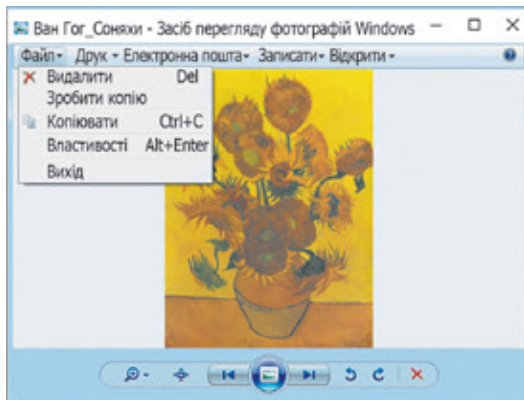 Ван Гог_Соняхи - Засіб перегляду фотографій Windows
Файл Друк Електронна пошта Записати Відкрити
Видалити Del
Зробити копію
Копіювати Ctrl+C
Властивості Alt+Enter
Вихід